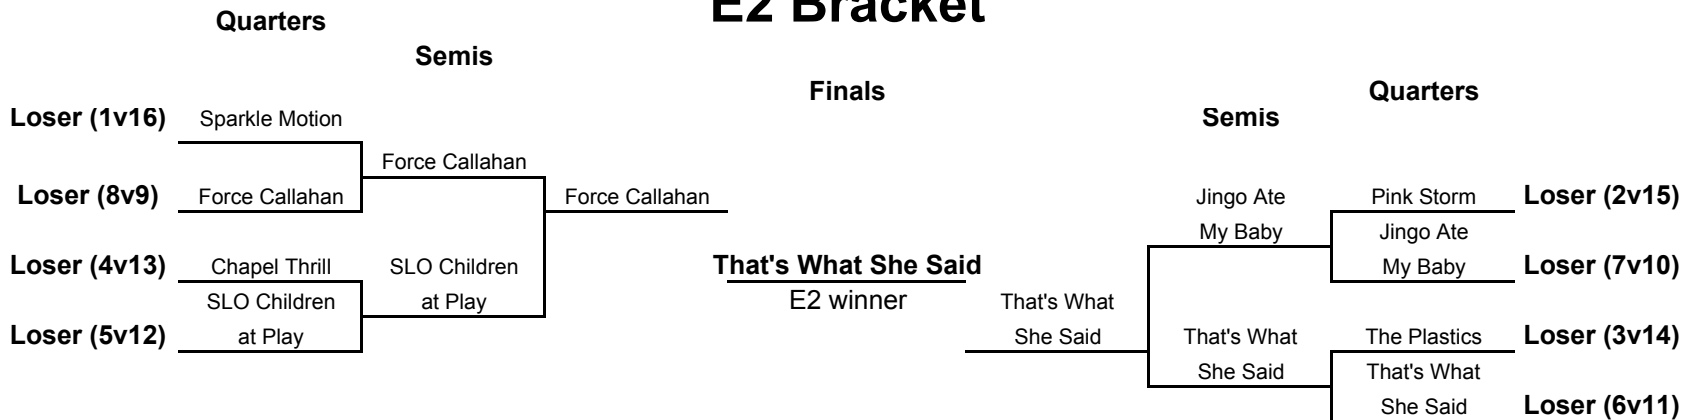 E2 Bracket
Quarters
Semis
Finals
Quarters
Semis
Loser (1v16) Sparkle Motion
Force Callahan
Loser (8v9) Force Callahan
Force Callahan
Loser (4v13) Chapel Thrill
SLO Children
at Play
Loser (5v12)
SLO Children
at Play
That's What She Said
E2 winner
That's What
She Said
Jingo Ate
My Baby
Pink Storm Loser (2v15)
Jingo Ate
My Baby Loser (7v10)
That's What
She Said
The Plastics Loser (3v14)
That's What
She Said Loser (6v11)